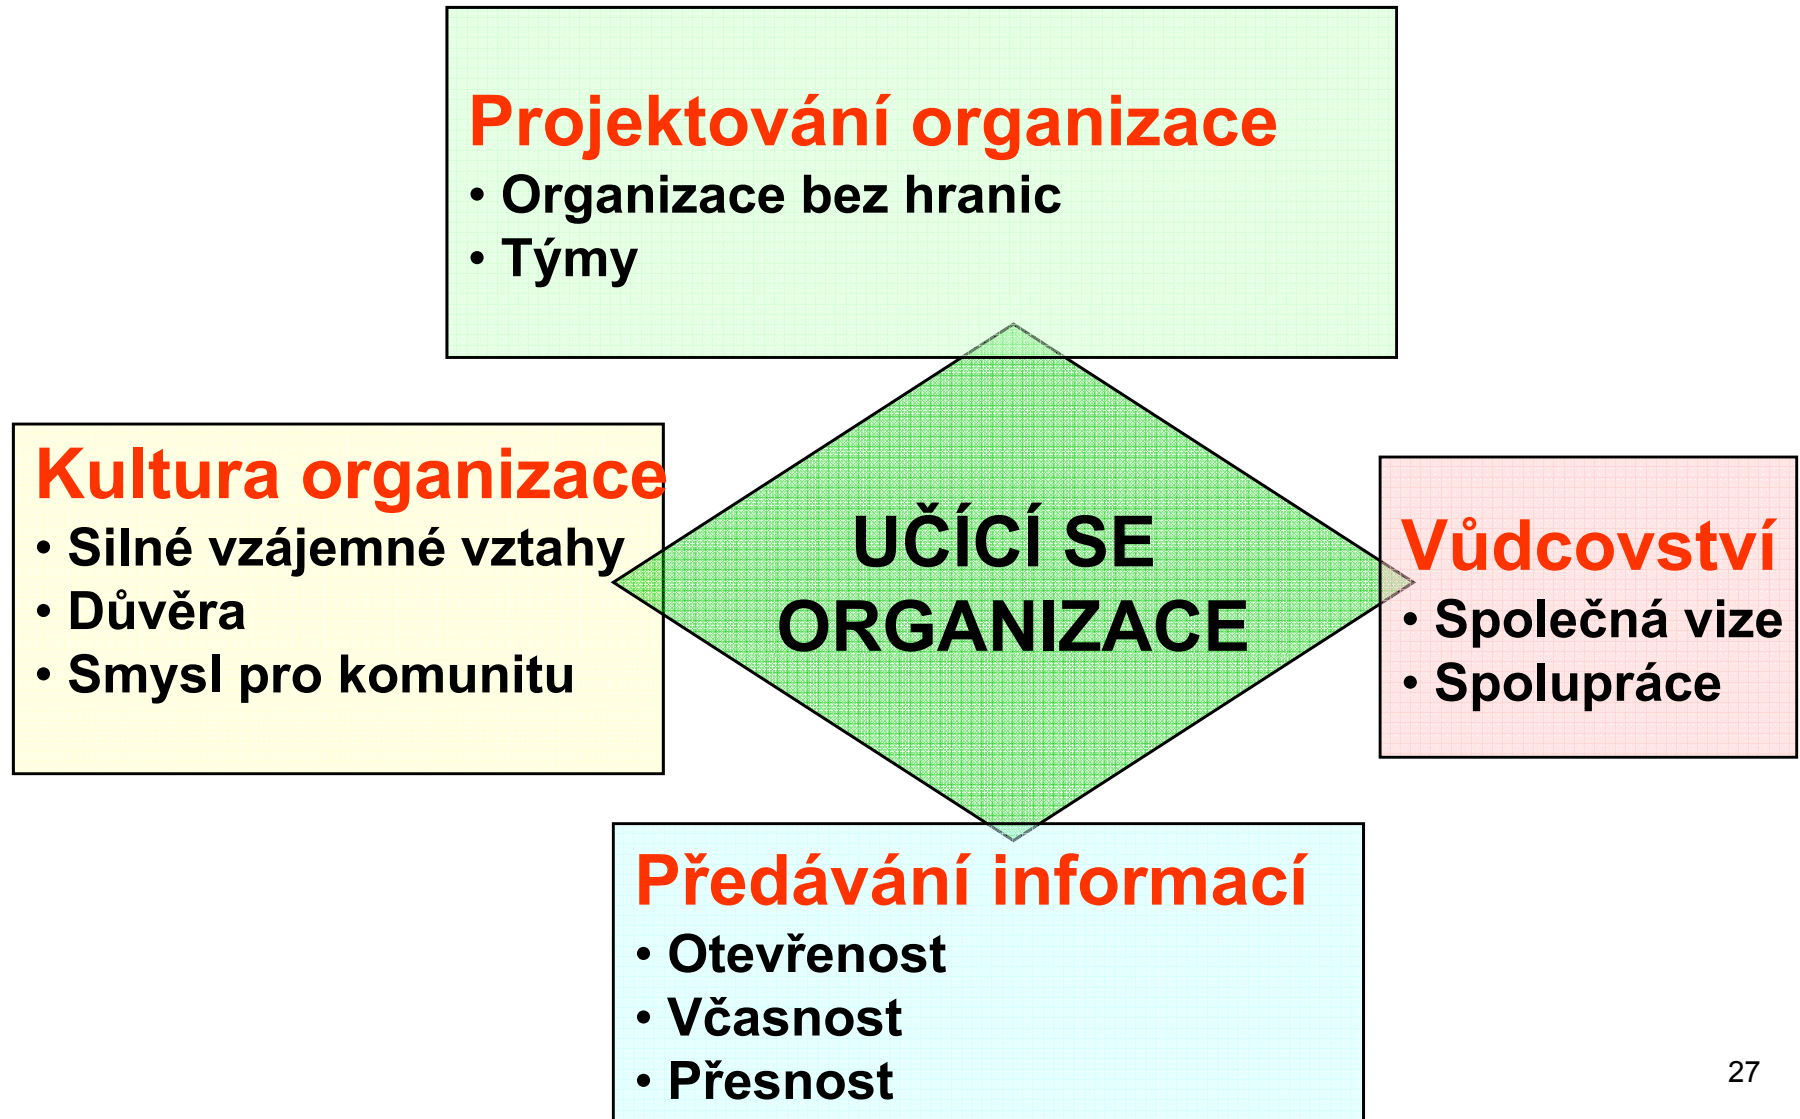 Projektování organizace
• Organizace bez hranic
• Týmy
Kultura organizace
• Silné vzájemné vztahy
• Důvěra
• Smysl pro komunitu
UČÍCÍ SE
ORGANIZACE
Vůdcovství
• Společná vize
• Spolupráce
Předávání informací
• Otevřenost
• Včasnost
• Přesnost
27